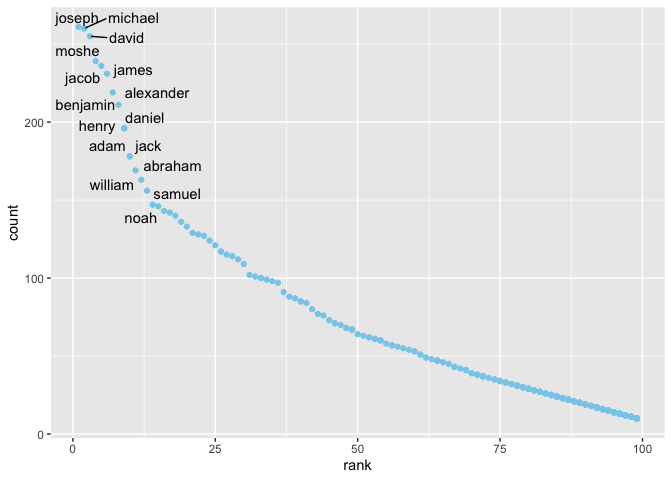 joseph michael
david
moshe
jacob james
alexander
benjamin
daniel
henry
adam jack
abraham
william
samuel
noah
200
100
0
count
0 25 50 75 100
rank